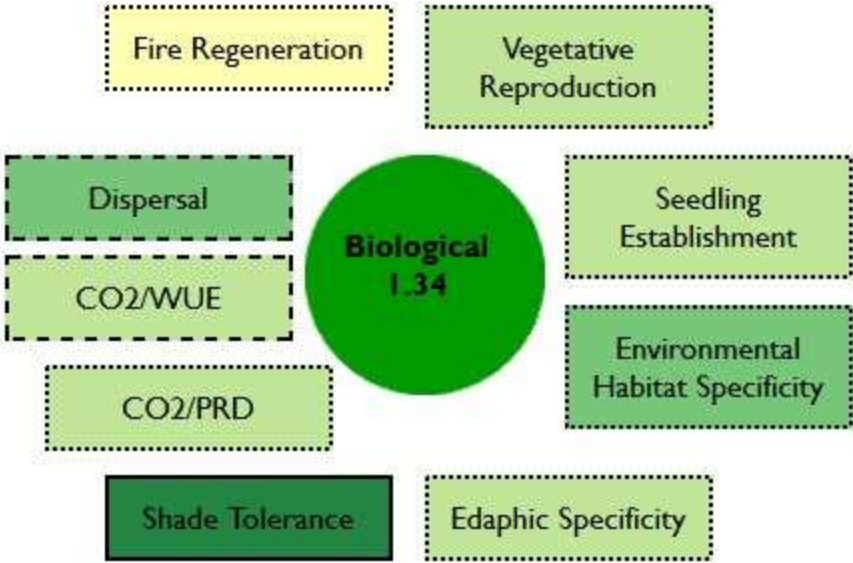 Fire Regeneration
Vegetative
Reproduction
Dispersal
Biological
1.34
Seedling
Establishment
CO2/WUE
Environmental
Habitat Specificity
CO2/PRD
Shade Tolerance
Edaphic Specificity